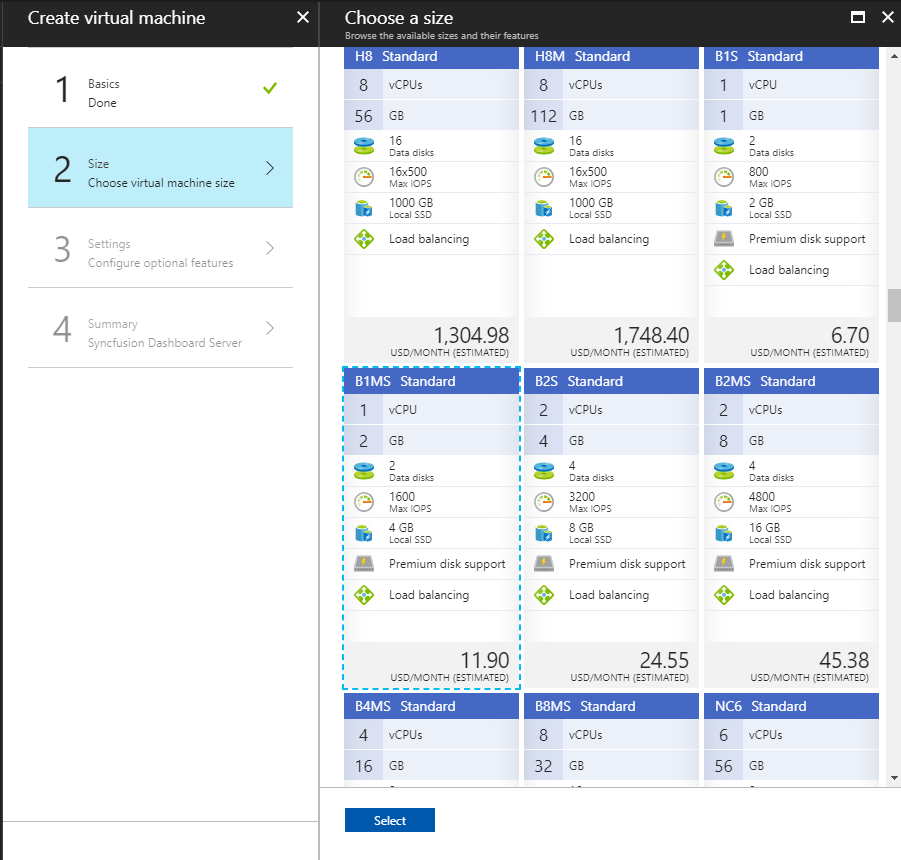 Create virtual machine
1
Basics
Done
2
Size
Choose virtual machine size
3
Settings
Configure optional features
4
Summary
Syncfusion Dashboard Server
Choose a size
Browse the available sizes and their features
H8 Standard
8 vCPUs
56 GB
16
Data disks
16x500
Max IOPS
1000 GB
Local SSD
Load balancing
1,304.98
USD/MONTH (ESTIMATED)
H8M Standard
8 vCPUs
112 GB
16
Data disks
16x500
Max IOPS
1000 GB
Local SSD
Load balancing
1,748.40
USD/MONTH (ESTIMATED)
B1S Standard
1 vCPU
1 GB
2
Data disks
800
Max IOPS
2 GB
Local SSD
Premium disk support
Load balancing
6.70
USD/MONTH (ESTIMATED)
B1MS Standard
1 vCPU
2 GB
2
Data disks
1600
Max IOPS
4 GB
Local SSD
Premium disk support
Load balancing
11.90
USD/MONTH (ESTIMATED)
B2S Standard
2 vCPUs
4 GB
4
Data disks
3200
Max IOPS
8 GB
Local SSD
Premium disk support
Load balancing
24.55
USD/MONTH (ESTIMATED)
B2MS Standard
2 vCPUs
8 GB
4
Data disks
4800
Max IOPS
16 GB
Local SSD
Premium disk support
Load balancing
45.38
USD/MONTH (ESTIMATED)
B4MS Standard
4 vCPUs
16 GB
B8MS Standard
8 vCPUs
32 GB
NC6 Standard
6 vCPUs
56 GB
Select